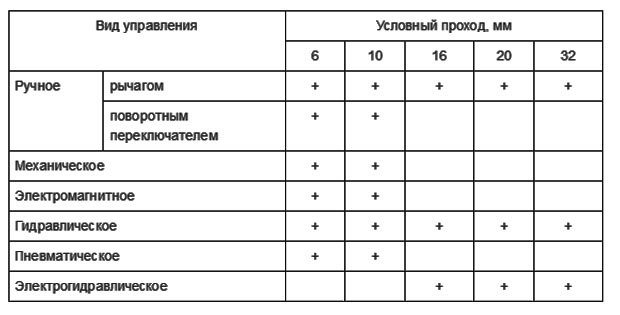 Вид управления Условный проход, мм
6 10 16 20 32
Ручное рычагом + + + + +
поворотным + +
переключателем
Механическое + +
Электромагнитное + +
Гидравлическое + + + + +
Пневматическое + +
Электрогидравлическое + + +